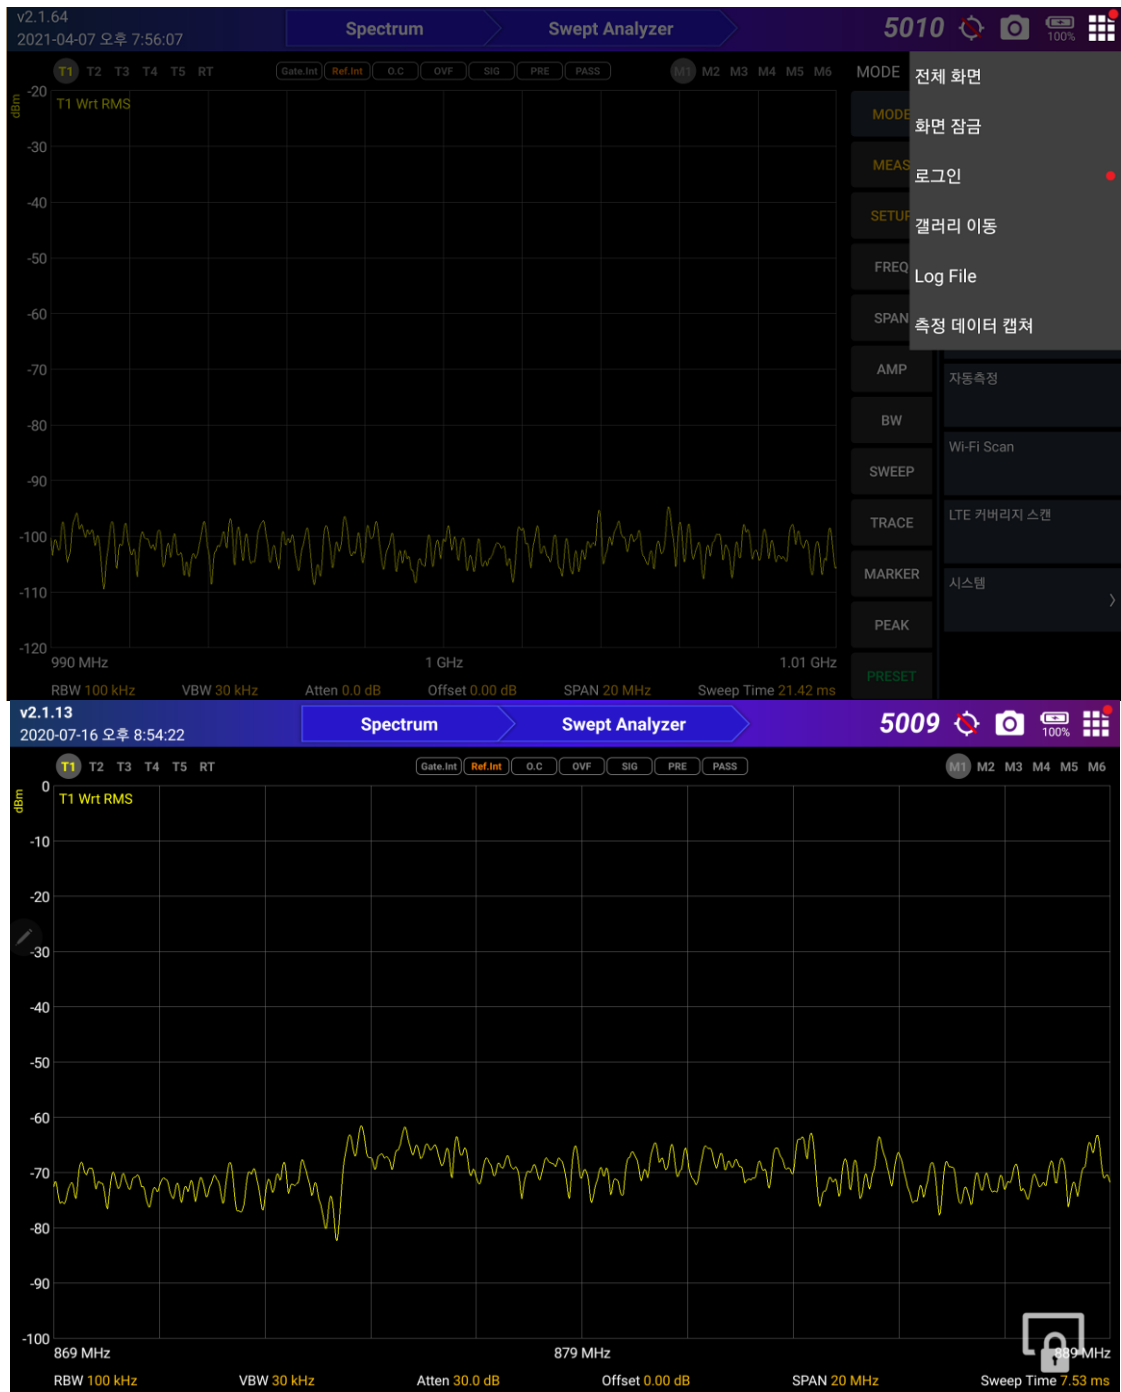 v2.1.64
2021-04-07 오후 7:56:07
Spectrum
Swept Analyzer
5010
100%
T1 T2 T3 T4 T5 RT
Gate.Int Ref.Int O.C OVF SIG PRE PASS
M1 M2 M3 M4 M5 M6
MODE
전체 화면
화면 잠금
로그인
갤러리 이동
Log File
측정 데이터 캡쳐
dBm
T1 Wrt RMS
-20
-30
-40
-50
-60
-70
-80
-90
-100
-110
-120
990 MHz
1 GHz
1.01 GHz
RBW 100 kHz
VBW 30 kHz
Atten 0.0 dB
Offset 0.00 dB
SPAN 20 MHz
Sweep Time 21.42 ms
MODE
MEAS
SETUP
FREQ
SPAN
AMP
BW
SWEEP
TRACE
MARKER
PEAK
PRESET
자동측정
Wi-Fi Scan
LTE 커버리지 스캔
시스템
v2.1.13
2020-07-16 오후 8:54:22
Spectrum
Swept Analyzer
5009
100%
T1 T2 T3 T4 T5 RT
Gate.Int Ref.Int O.C OVF SIG PRE PASS
M1 M2 M3 M4 M5 M6
dBm
T1 Wrt RMS
0
-10
-20
-30
-40
-50
-60
-70
-80
-90
-100
869 MHz
879 MHz
889 MHz
RBW 100 kHz
VBW 30 kHz
Atten 30.0 dB
Offset 0.00 dB
SPAN 20 MHz
Sweep Time 7.53 ms